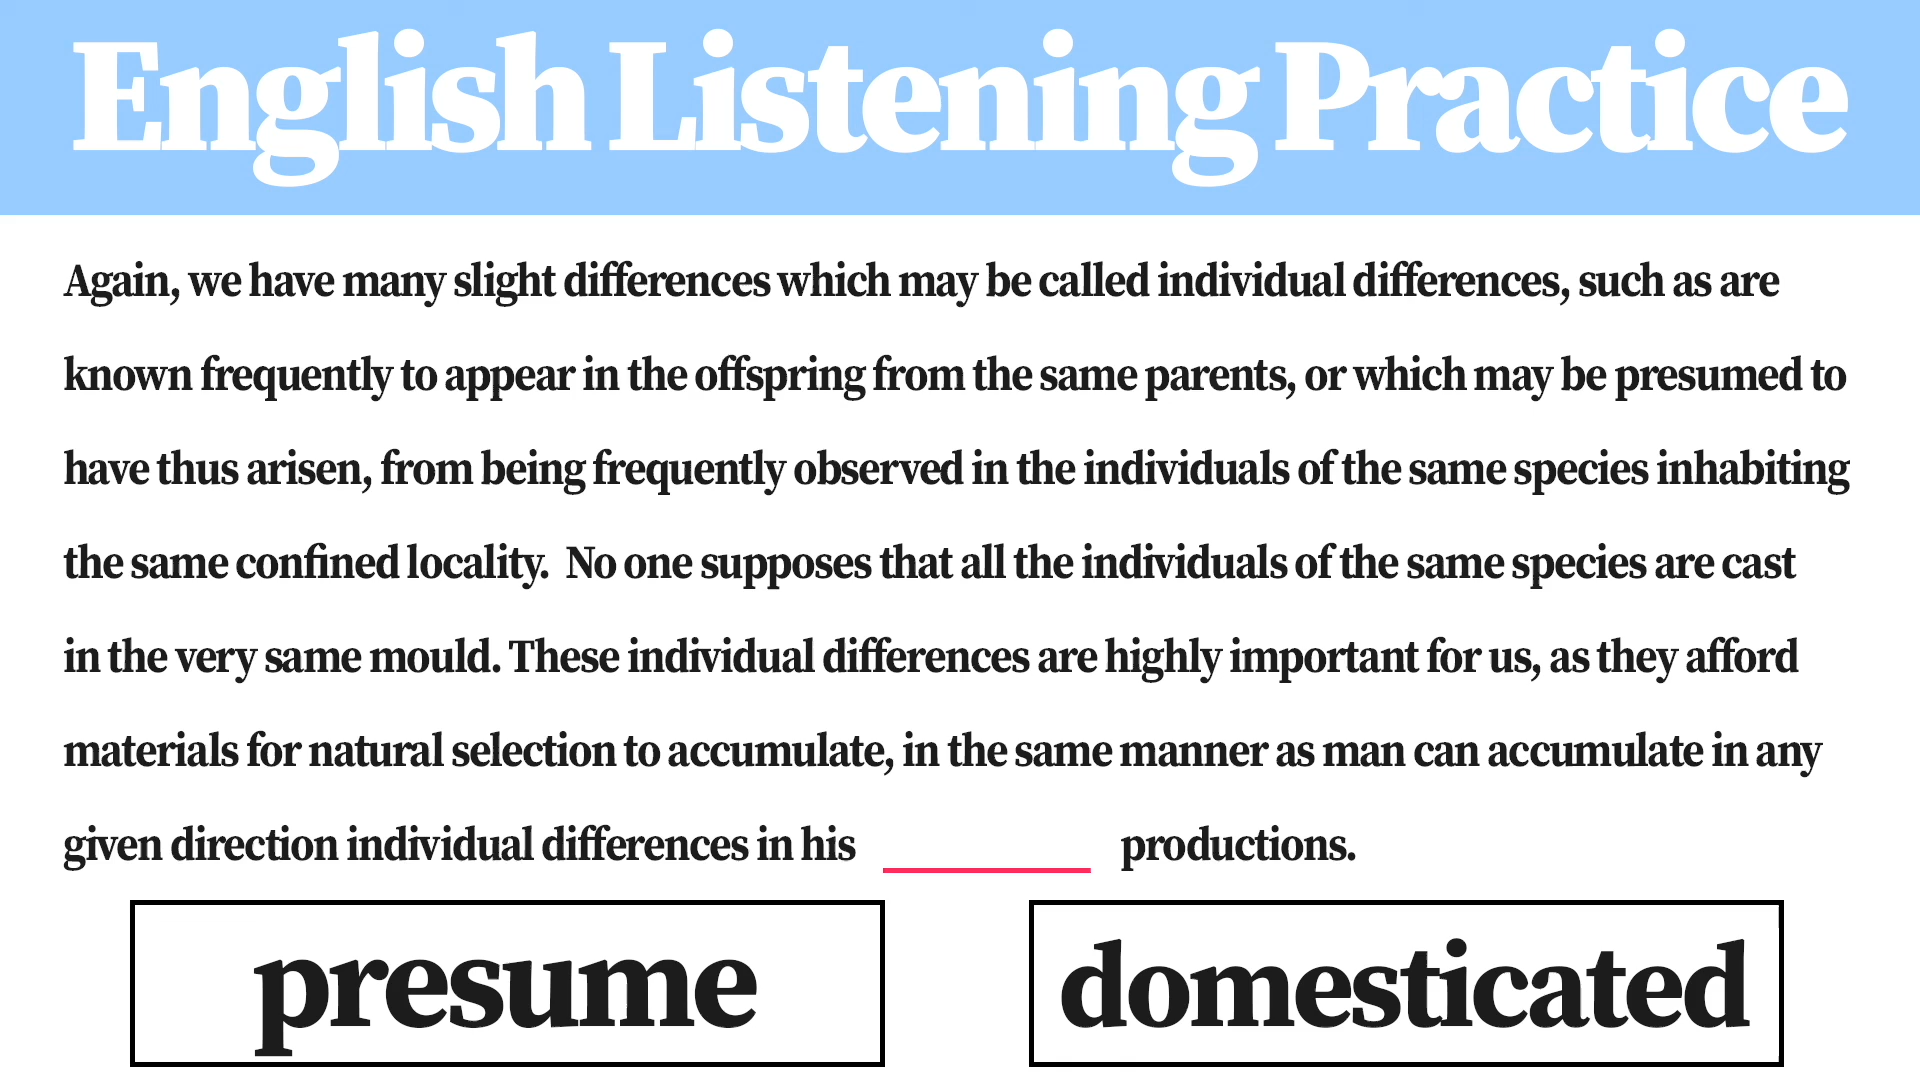 English Listening Practice
Again, we have many slight differences which may be called individual differences, such as are
known frequently to appear in the offspring from the same parents, or which may be presumed to
have thus arisen, from being frequently observed in the individuals of the same species inhabiting
the same confined locality.  No one supposes that all the individuals of the same species are cast
in the very same mould. These individual differences are highly important for us, as they afford
materials for natural selection to accumulate, in the same manner as man can accumulate in any
given direction individual differences in his ________ productions.
presume
domesticated